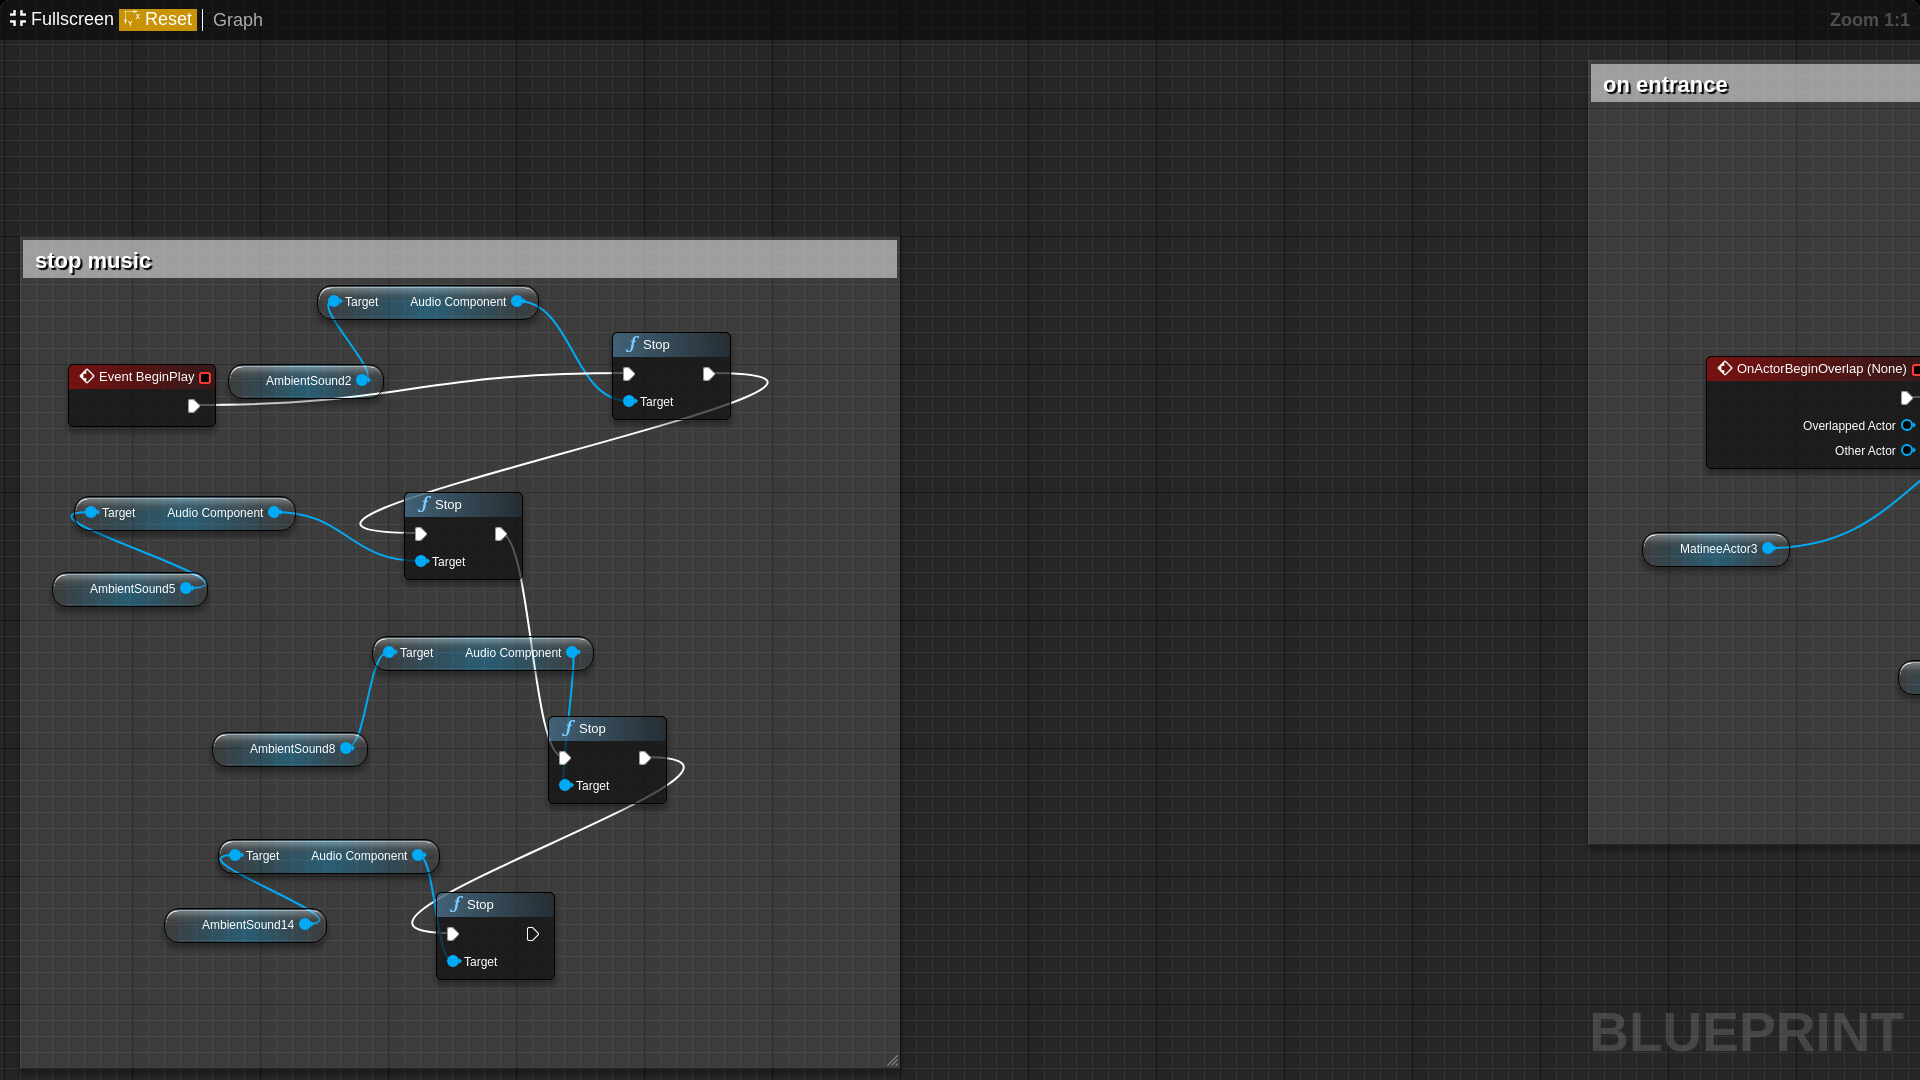 Fullscreen Reset Graph Zoom 1:1
on entrance
stop music
Target Audio Component
Stop
Target
Event BeginPlay
AmbientSound2
OnActorBeginOverlap (None)
Overlapped Actor
Other Actor
Target Audio Component
Stop
Target
AmbientSound5
MatineeActor3
Target Audio Component
Stop
Target
AmbientSound8
Target Audio Component
Stop
Target
AmbientSound14
BLUEPRINT